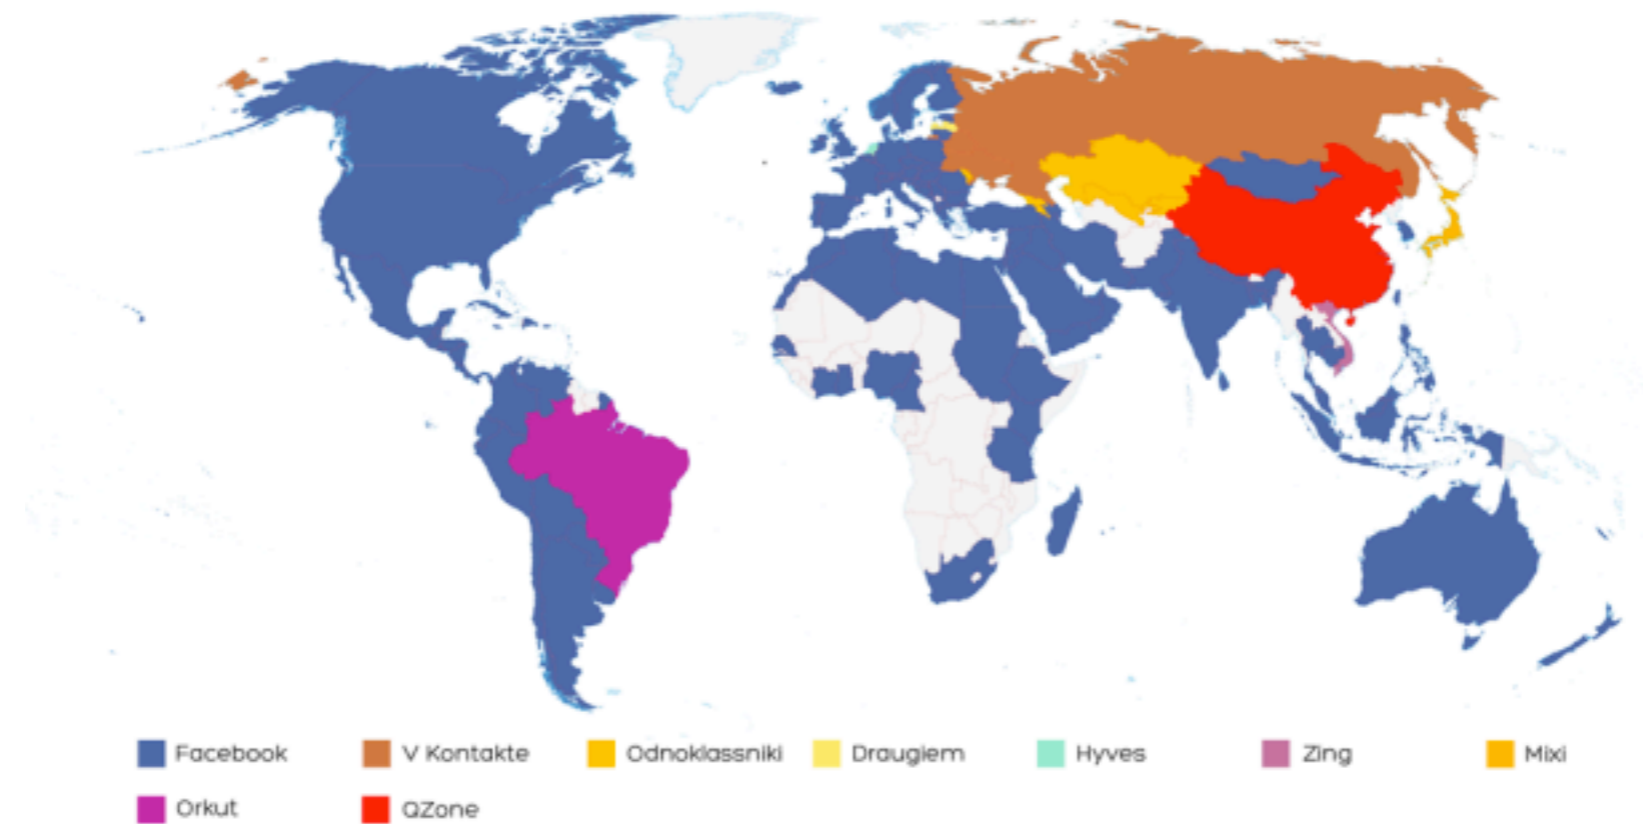 Facebook V Kontakte Odnoklassniki Draugiem Hyves Zing Mixi
Orkut QZone